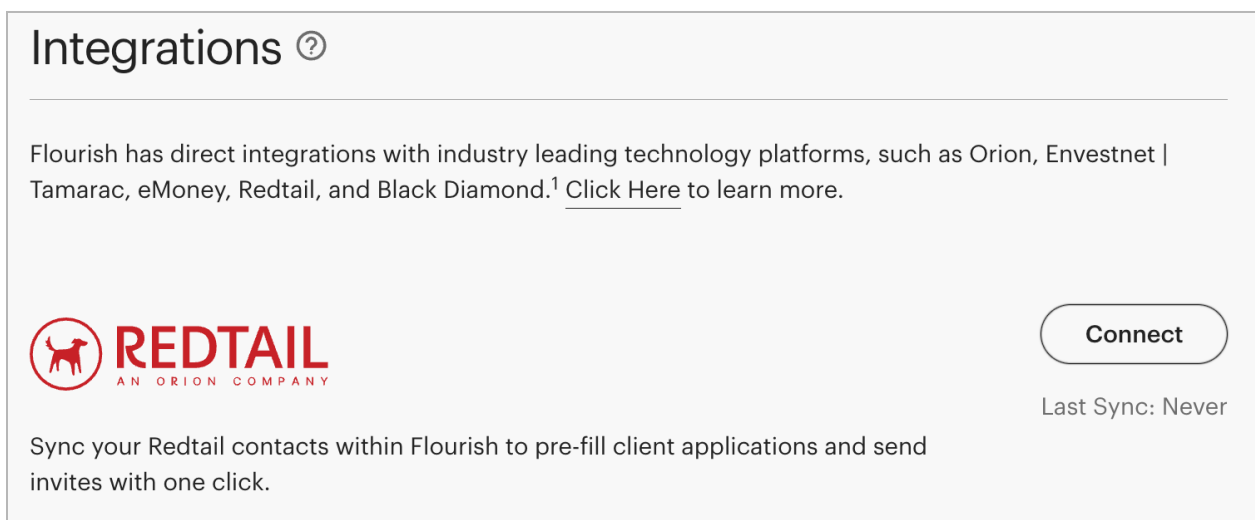 Integrations ?
Flourish has direct integrations with industry leading technology platforms, such as Orion, Envestnet |
Tamarac, eMoney, Redtail, and Black Diamond.¹ Click Here to learn more.
REDTAIL
AN ORION COMPANY
Connect
Last Sync: Never
Sync your Redtail contacts within Flourish to pre-fill client applications and send
invites with one click.